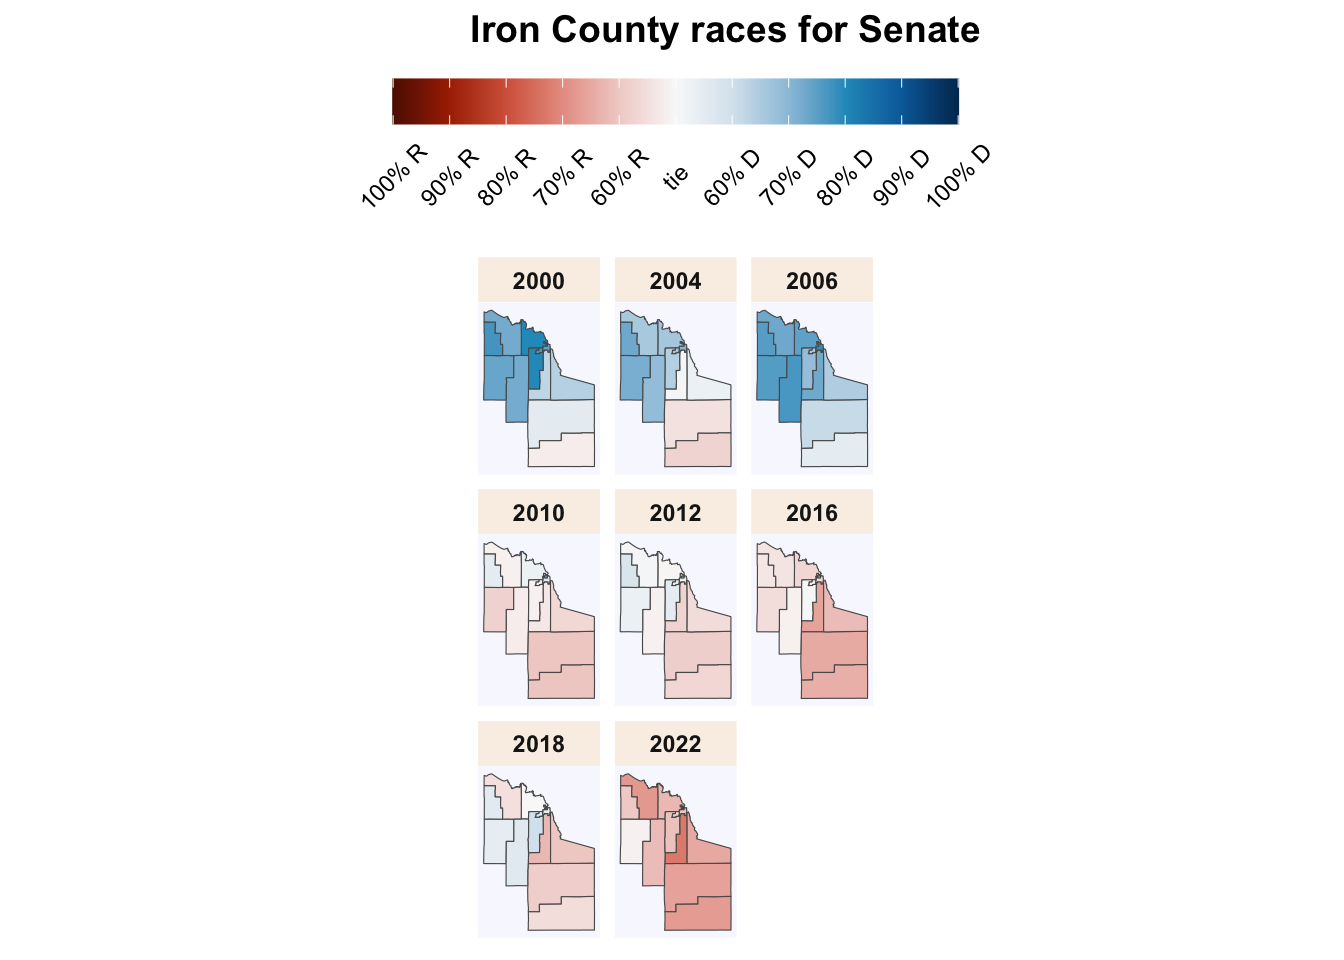 Iron County races for Senate
100% R 90% R 80% R 70% R 60% R tie 60% D 70% D 80% D 90% D 100% D
2000 2004 2006
2010 2012 2016
2018 2022